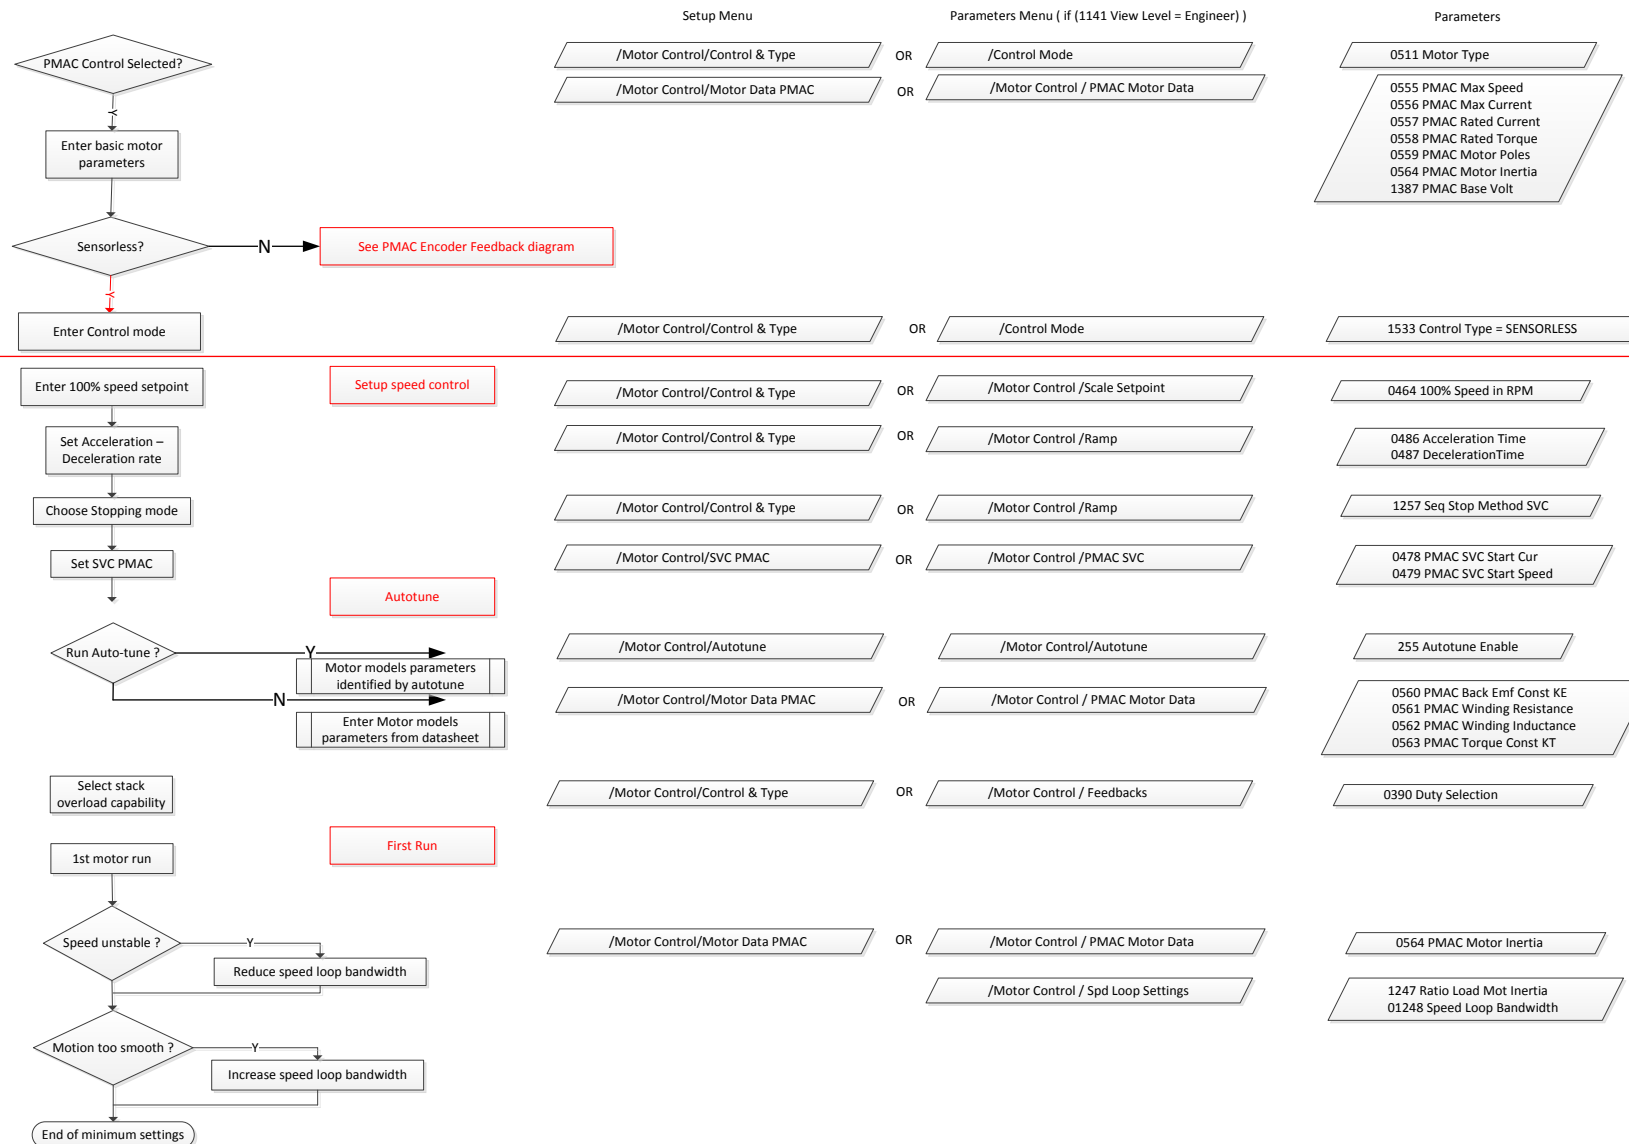 Setup Menu
Parameters Menu ( if (1141 View Level = Engineer) )
Parameters
PMAC Control Selected?
/Motor Control/Control & Type
OR
/Control Mode
0511 Motor Type
/Motor Control/Motor Data PMAC
OR
/Motor Control / PMAC Motor Data
0555 PMAC Max Speed
0556 PMAC Max Current
0557 PMAC Rated Current
0558 PMAC Rated Torque
0559 PMAC Motor Poles
0564 PMAC Motor Inertia
1387 PMAC Base Volt
Y
Enter basic motor
parameters
Sensorless?
N
See PMAC Encoder Feedback diagram
Y
Enter Control mode
/Motor Control/Control & Type
OR
/Control Mode
1533 Control Type = SENSORLESS
Enter 100% speed setpoint
Setup speed control
/Motor Control/Control & Type
OR
/Motor Control /Scale Setpoint
0464 100% Speed in RPM
Set Acceleration –
Deceleration rate
/Motor Control/Control & Type
OR
/Motor Control /Ramp
0486 Acceleration Time
0487 DecelerationTime
Choose Stopping mode
/Motor Control/Control & Type
OR
/Motor Control /Ramp
1257 Seq Stop Method SVC
Set SVC PMAC
/Motor Control/SVC PMAC
OR
/Motor Control /PMAC SVC
0478 PMAC SVC Start Cur
0479 PMAC SVC Start Speed
Autotune
Run Auto-tune ?
Y
Motor models parameters
identified by autotune
/Motor Control/Autotune
/Motor Control/Autotune
255 Autotune Enable
N
Enter Motor models
parameters from datasheet
/Motor Control/Motor Data PMAC
OR
/Motor Control / PMAC Motor Data
0560 PMAC Back Emf Const KE
0561 PMAC Winding Resistance
0562 PMAC Winding Inductance
0563 PMAC Torque Const KT
Select stack
overload capability
/Motor Control/Control & Type
OR
/Motor Control / Feedbacks
0390 Duty Selection
First Run
1st motor run
Speed unstable ?
Y
Reduce speed loop bandwidth
/Motor Control/Motor Data PMAC
OR
/Motor Control / PMAC Motor Data
0564 PMAC Motor Inertia
/Motor Control / Spd Loop Settings
1247 Ratio Load Mot Inertia
01248 Speed Loop Bandwidth
Motion too smooth ?
Y
Increase speed loop bandwidth
End of minimum settings